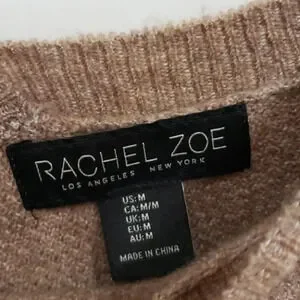 RACHEL ZOE
LOS ANGELES NEW YORK
US:M
CA:M/M
UK:M
EU:M
AU:M
MADE IN CHINA